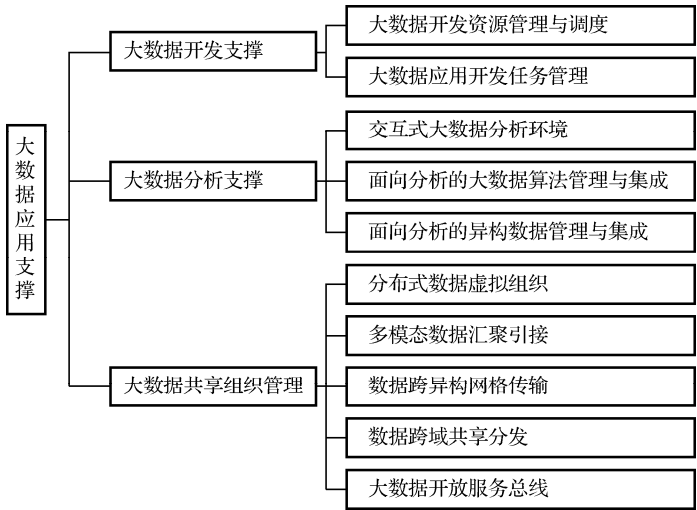 大数据应用支撑
大数据开发支撑
大数据开发资源管理与调度
大数据应用开发任务管理
大数据分析支撑
交互式大数据分析环境
面向分析的大数据算法管理与集成
面向分析的异构数据管理与集成
大数据共享组织管理
分布式数据虚拟组织
多模态数据汇聚引接
数据跨异构网格传输
数据跨域共享分发
大数据开放服务总线